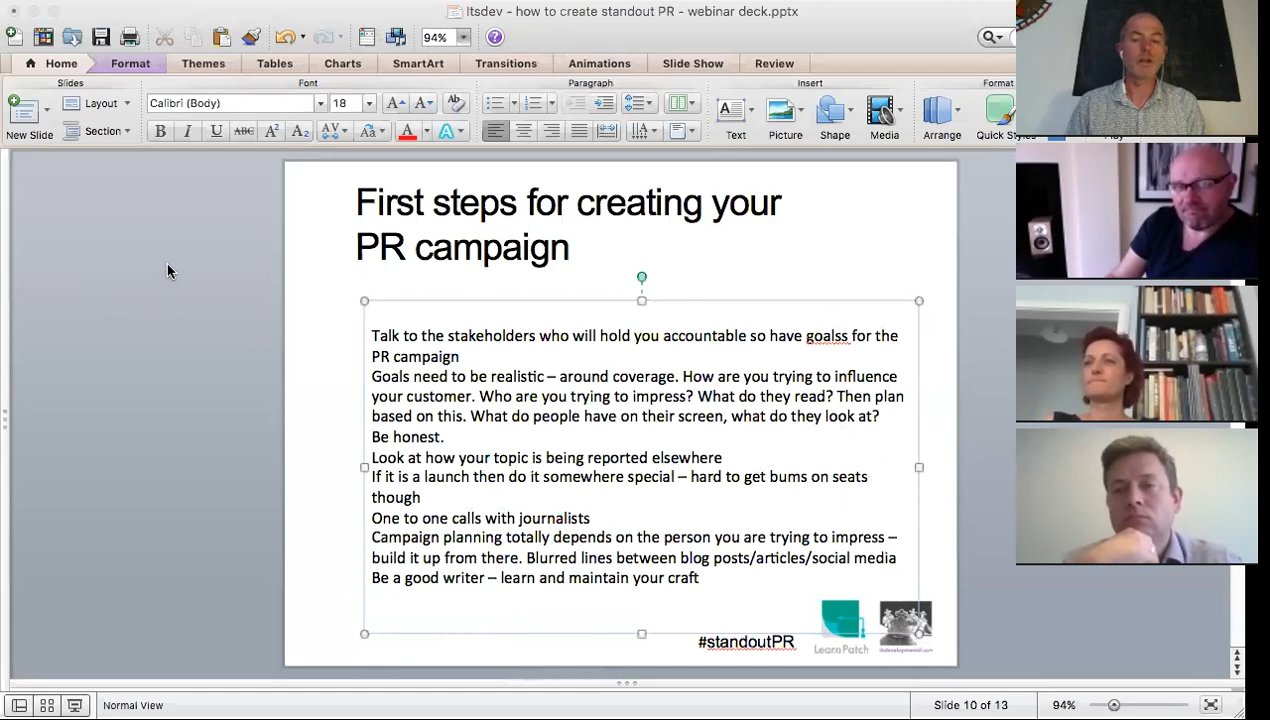 ltsdev - how to create standout PR - webinar deck.pptx
94%
Home Format Themes Tables Charts SmartArt Transitions Animations Slide Show Review
Slides Font Paragraph Insert Format
New Slide
Layout
Section
Calibri (Body) 18
B I U ABC A² A₂
Text Picture Shape Media Arrange Quick Styles
First steps for creating your
PR campaign
Talk to the stakeholders who will hold you accountable so have goalss for the
PR campaign
Goals need to be realistic – around coverage. How are you trying to influence
your customer. Who are you trying to impress? What do they read? Then plan
based on this. What do people have on their screen, what do they look at?
Be honest.
Look at how your topic is being reported elsewhere
If it is a launch then do it somewhere special – hard to get bums on seats
though
One to one calls with journalists
Campaign planning totally depends on the person you are trying to impress –
build it up from there. Blurred lines between blog posts/articles/social media
Be a good writer – learn and maintain your craft
#standoutPR
LearnPatch
Normal View
Slide 10 of 13
94%